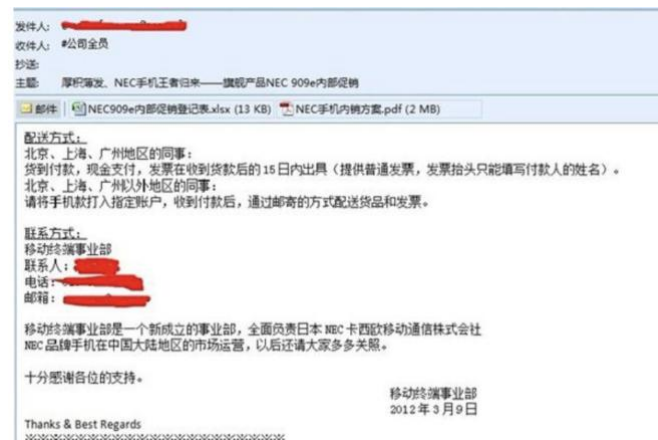 发件人:
收件人: #公司全员
抄送:
主题: 厚积薄发、NEC手机王者归来——旗舰产品NEC 909e内部促销
邮件 NEC909e内部促销登记表.xlsx (13 KB) NEC手机内销方案.pdf (2 MB)
配送方式:
北京、上海、广州地区的同事:
货到付款，现金支付，发票在收到货款后的15日内出具（提供普通发票，发票抬头只能填写付款人的姓名）。
北京、上海、广州以外地区的同事:
请将手机款打入指定账户，收到付款后，通过邮寄的方式配送货品和发票。
联系方式:
移动终端事业部
联系人:
电话:
邮箱:
移动终端事业部是一个新成立的事业部，全面负责日本 NEC 卡西欧移动通信株式会社
NEC 品牌手机在中国大陆地区的市场运营，以后还请大家多多关照。
十分感谢各位的支持。
移动终端事业部
2012年3月9日
Thanks & Best Regards